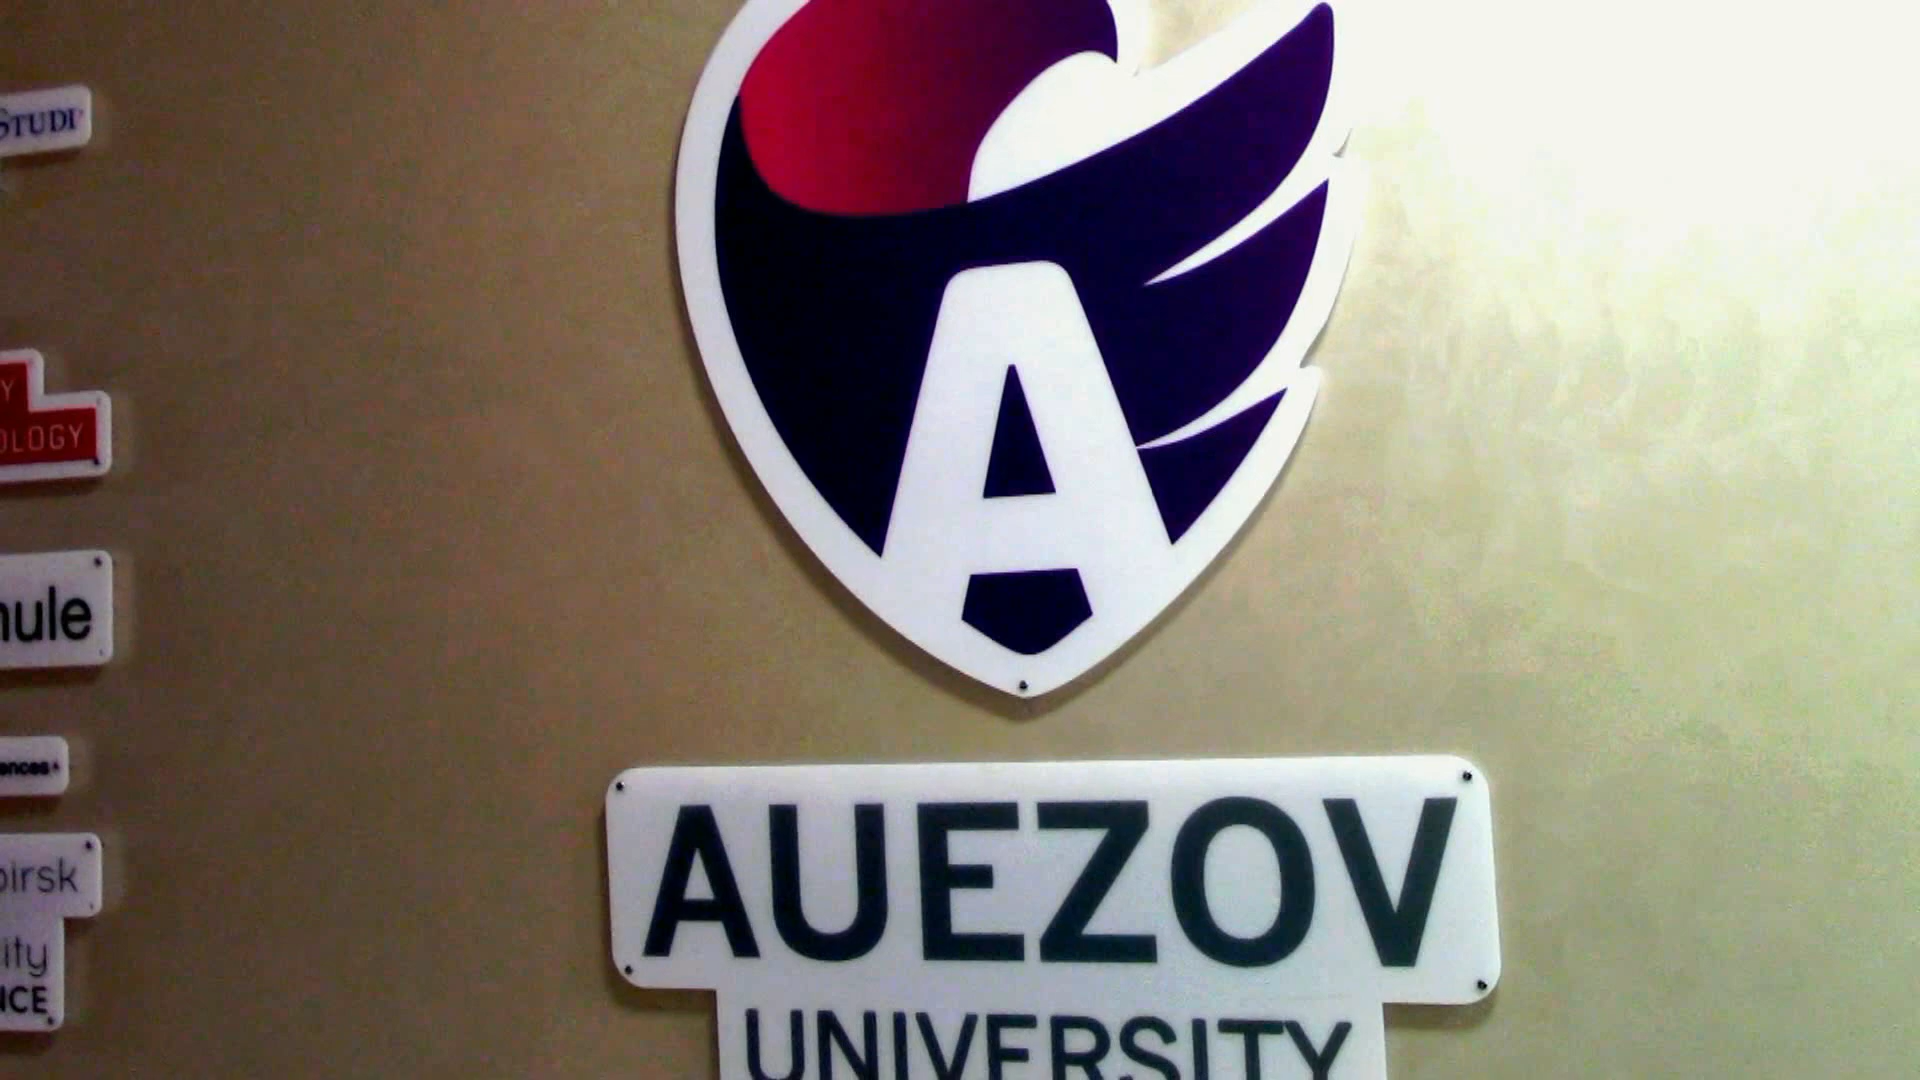 STUDI
Y
OLOGY
hule
ences
birsk
ity
NCE
A
AUEZOV
UNIVERSITY